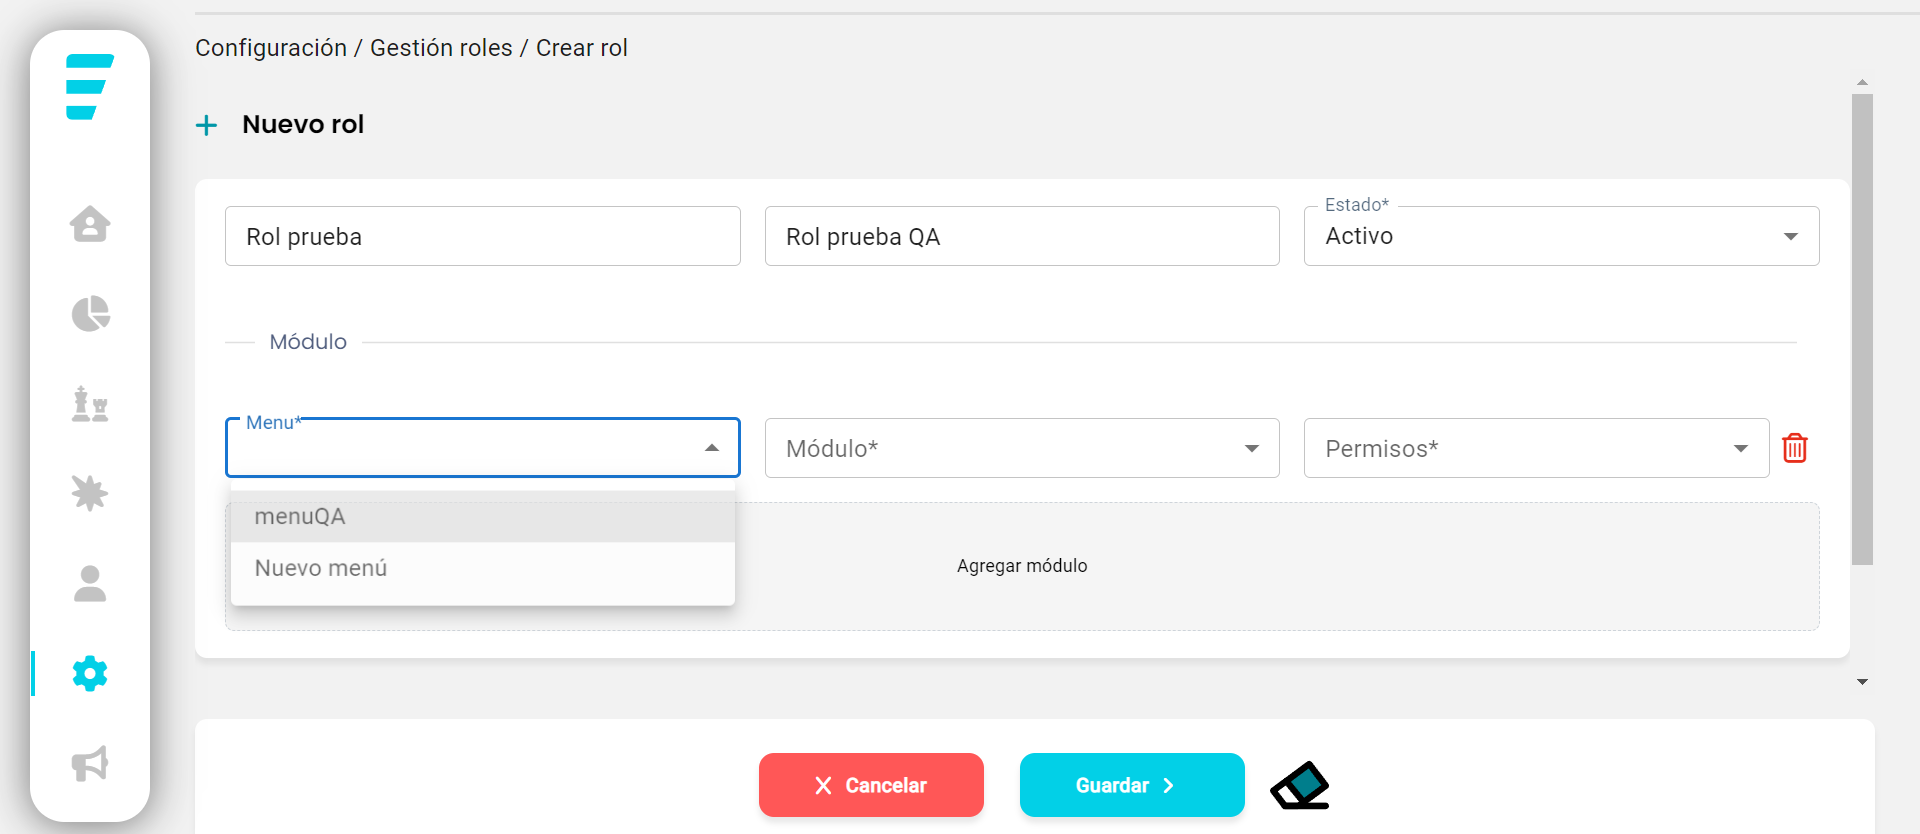 Configuración / Gestión roles / Crear rol
Nuevo rol
Rol prueba
Rol prueba QA
Estado*
Activo
Módulo
Menu*
Módulo*
Permisos*
menuQA
Nuevo menú
Agregar módulo
Cancelar
Guardar